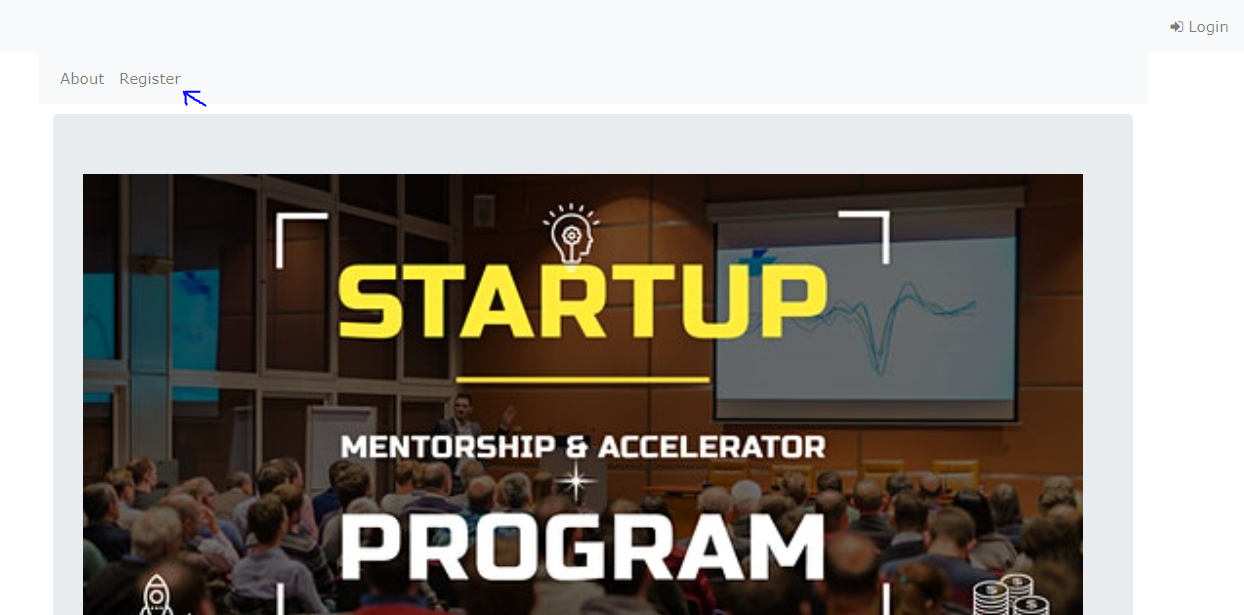 Login
About Register
STARTUP
MENTORSHIP & ACCELERATOR
PROGRAM